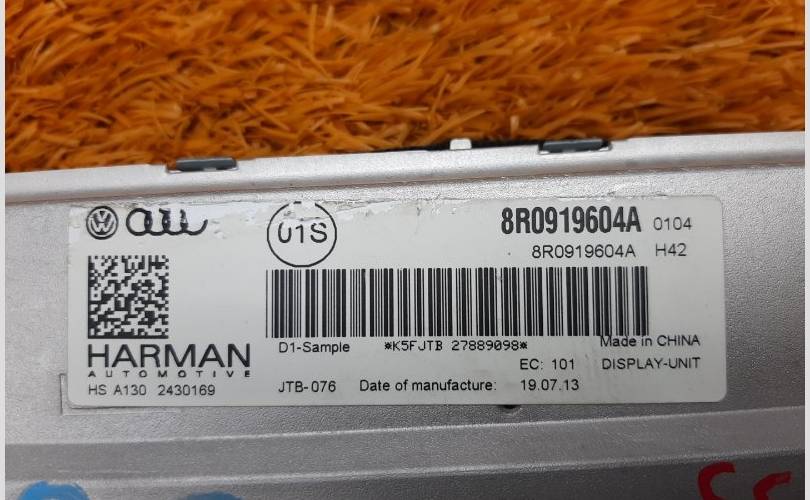 01S
8R0919604A 0104
8R0919604A H42
D1-Sample *K5FJTB 27889098* Made in CHINA
HARMAN
AUTOMOTIVE
EC: 101 DISPLAY-UNIT
HS A130 2430169
JTB-076 Date of manufacture: 19.07.13